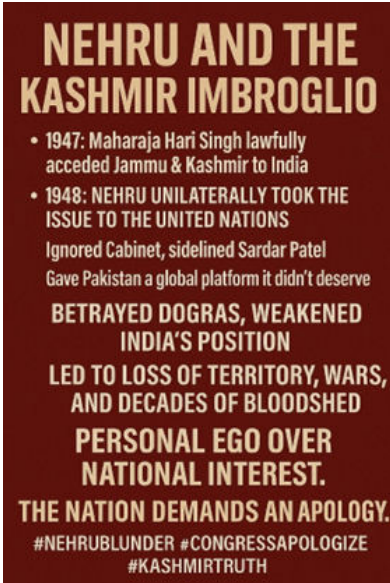 NEHRU AND THE
KASHMIR IMBROGLIO
• 1947: Maharaja Hari Singh lawfully
acceded Jammu & Kashmir to India
• 1948: NEHRU UNILATERALLY TOOK THE
ISSUE TO THE UNITED NATIONS
Ignored Cabinet, sidelined Sardar Patel
Gave Pakistan a global platform it didn't deserve
BETRAYED DOGRAS, WEAKENED
INDIA'S POSITION
LED TO LOSS OF TERRITORY, WARS,
AND DECADES OF BLOODSHED
PERSONAL EGO OVER
NATIONAL INTEREST.
THE NATION DEMANDS AN APOLOGY.
#NEHRUBLUNDER #CONGRESSAPOLOGIZE
#KASHMIRTRUTH